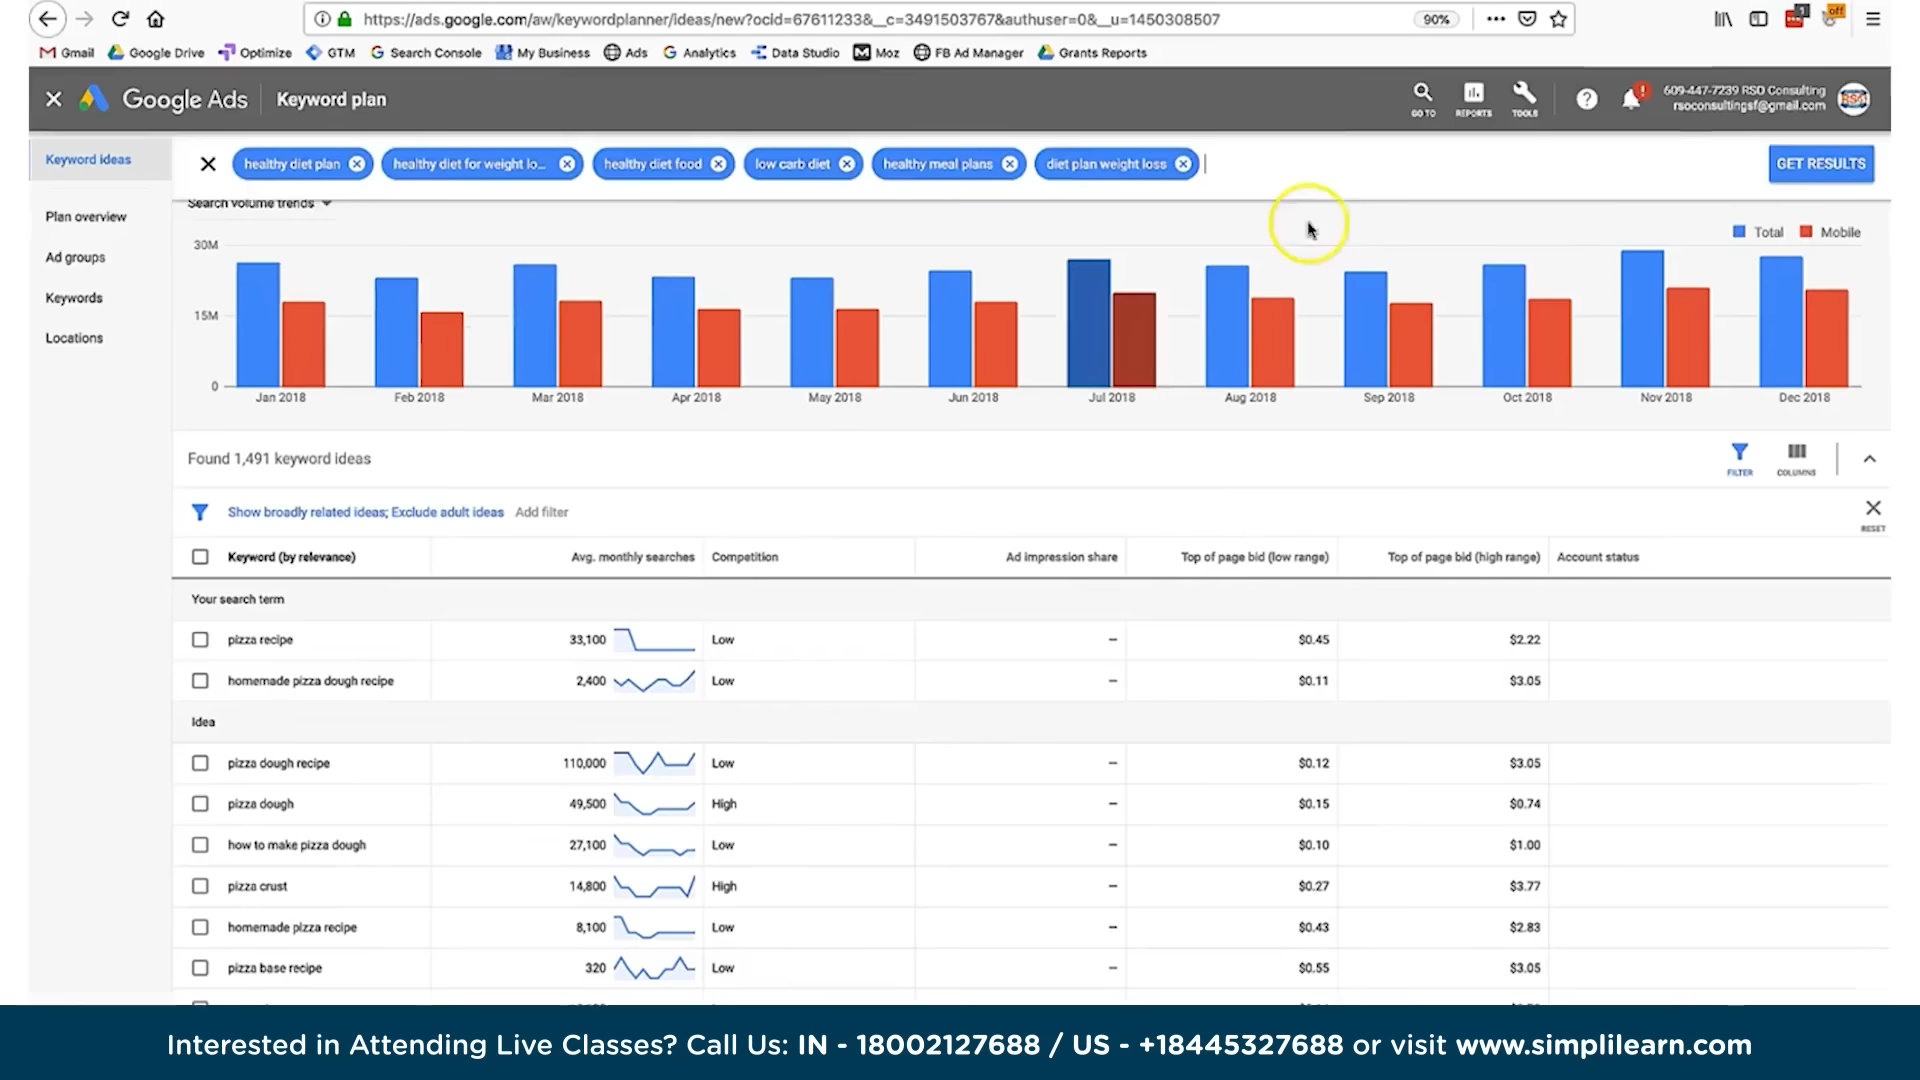 https://ads.google.com/aw/keywordplanner/ideas/new?ocid=67611233&__c=3491503767&authuser=0&__u=1450308507
90%
1
off
Gmail Google Drive Optimize GTM Search Console My Business Ads Analytics Data Studio Moz FB Ad Manager Grants Reports
Google Ads Keyword plan
GO TO REPORTS TOOLS
609-447-7239 RSO Consulting
rsoconsultingsf@gmail.com
RSO
Keyword ideas
Plan overview
Ad groups
Keywords
Locations
healthy diet plan healthy diet for weight lo... healthy diet food low carb diet healthy meal plans diet plan weight loss
GET RESULTS
Search volume trends
Total Mobile
30M
15M
0
Jan 2018 Feb 2018 Mar 2018 Apr 2018 May 2018 Jun 2018 Jul 2018 Aug 2018 Sep 2018 Oct 2018 Nov 2018 Dec 2018
Found 1,491 keyword ideas
FILTER COLUMNS
Show broadly related ideas; Exclude adult ideas Add filter
RESET
Keyword (by relevance) Avg. monthly searches Competition Ad impression share Top of page bid (low range) Top of page bid (high range) Account status
Your search term
pizza recipe 33,100 Low – $0.45 $2.22
homemade pizza dough recipe 2,400 Low – $0.11 $3.05
Idea
pizza dough recipe 110,000 Low – $0.12 $3.05
pizza dough 49,500 High – $0.15 $0.74
how to make pizza dough 27,100 Low – $0.10 $1.00
pizza crust 14,800 High – $0.27 $3.77
homemade pizza recipe 8,100 Low – $0.43 $2.83
pizza base recipe 320 Low – $0.55 $3.05
Interested in Attending Live Classes? Call Us: IN - 18002127688 / US - +18445327688 or visit www.simplilearn.com